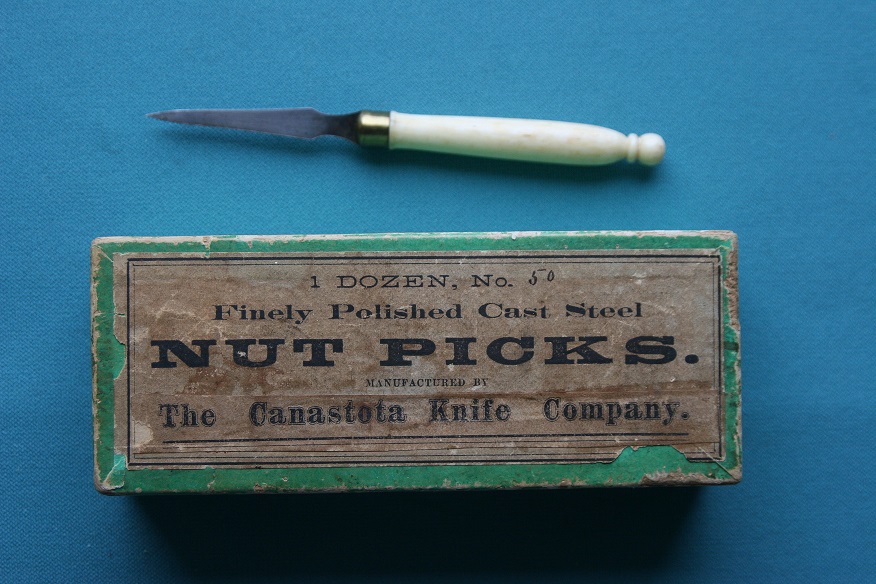 1 DOZEN, No. 50
Finely Polished Cast Steel
NUT PICKS.
MANUFACTURED BY
The Canastota Knife Company.